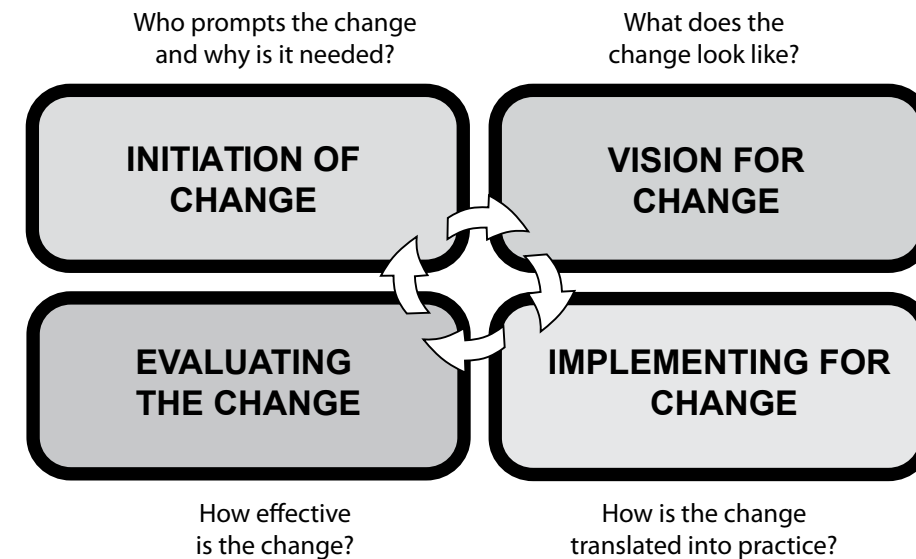 Who prompts the change
and why is it needed?
What does the
change look like?
INITIATION OF
CHANGE
VISION FOR
CHANGE
EVALUATING
THE CHANGE
IMPLEMENTING FOR
CHANGE
How effective
is the change?
How is the change
translated into practice?